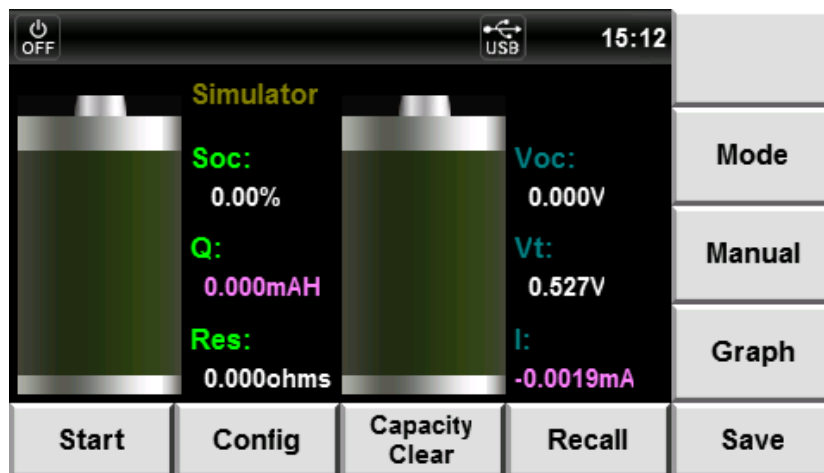 OFF
USB
15:12
Simulator
Soc:
0.00%
Q:
0.000mAH
Res:
0.000ohms
Voc:
0.000V
Vt:
0.527V
I:
-0.0019mA
Mode
Manual
Graph
Start
Config
Capacity
Clear
Recall
Save